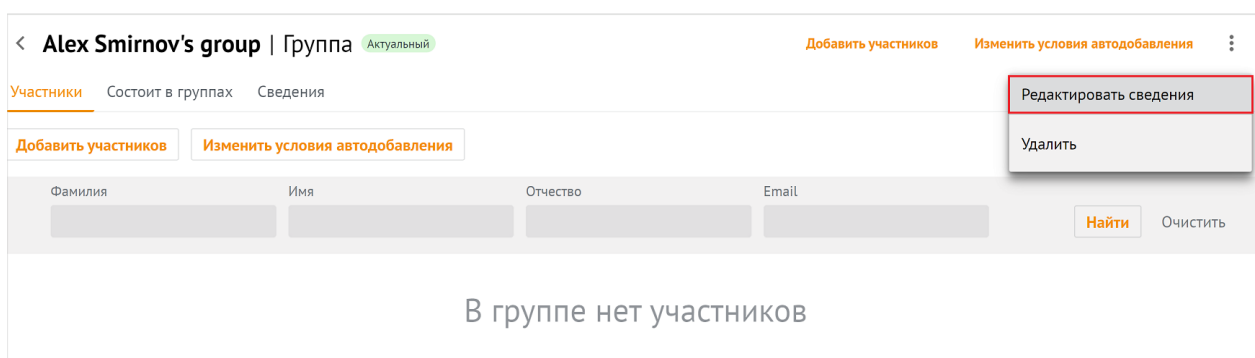 Alex Smirnov's group | Группа Актуальный
Добавить участников Изменить условия автодобавления
Участники Состоит в группах Сведения
Редактировать сведения
Удалить
Добавить участников Изменить условия автодобавления
Фамилия Имя Отчество Email
Найти Очистить
В группе нет участников